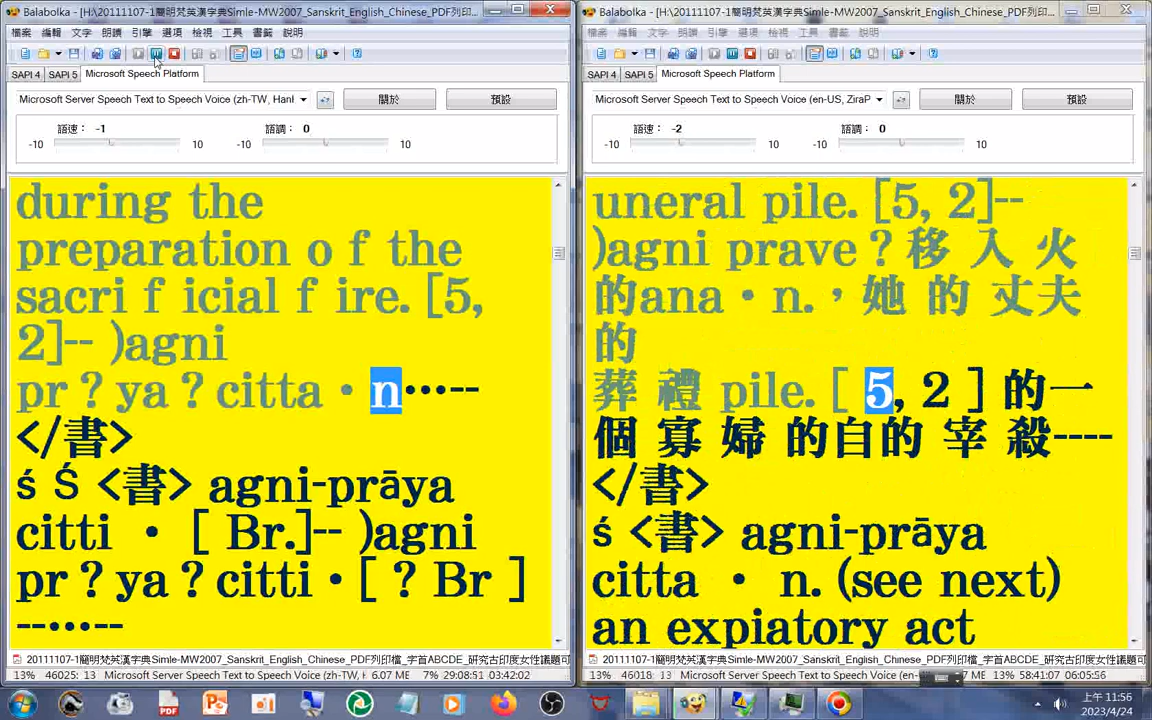 Balabolka - [H:\20111107-1簡明梵英漢字典Simle-MW2007_Sanskrit_English_Chinese_PDF列印...
檔案 編輯 文字 朗讀 引擎 選項 檢視 工具 書籤 說明
SAPI 4 SAPI 5 Microsoft Speech Platform
Microsoft Server Speech Text to Speech Voice (zh-TW, HanI 關於 預設
語速： -1 語調： 0
-10 10 -10 10
during the
preparation o f the
sacri f icial f ire. [5,
2]-- )agni
pr ? ya ? citta · n…--
</書>
ś Ś <書> agni-prāya
citti · [ Br.]-- )agni
pr ? ya ? citti · [ ? Br ]
--…--
20111107-1簡明梵英漢字典Simle-MW2007_Sanskrit_English_Chinese_PDF列印檔_字首ABCDE_研究古印度女性議題可
13% 46025: 13 Microsoft Server Speech Text to Speech Voice (zh-TW, H 6.07 MB 7% 29:08:51 03:42:02
Balabolka - [H:\20111107-1簡明梵英漢字典Simle-MW2007_Sanskrit_English_Chinese_PDF列印...
檔案 編輯 文字 朗讀 引擎 選項 檢視 工具 書籤 說明
SAPI 4 SAPI 5 Microsoft Speech Platform
Microsoft Server Speech Text to Speech Voice (en-US, ZiraP 關於 預設
語速： -2 語調： 0
-10 10 -10 10
uneral pile. [5, 2]--
)agni prave ? 移 入 火
的ana · n.，她 的 丈夫
的
葬 禮 pile. [ 5, 2 ] 的一
個 寡 婦 的自的 宰 殺----
</書>
ś <書> agni-prāya
citta · n. (see next)
an expiatory act
20111107-1簡明梵英漢字典Simle-MW2007_Sanskrit_English_Chinese_PDF列印檔_字首ABCDE_研究古印度女性議題可
13% 46018: 13 Microsoft Server Speech Text to Speech Voice 13% 58:41:07 06:05:56
上午 11:56
2023/4/24